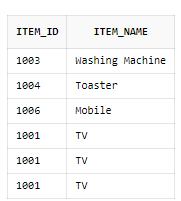 ITEM_ID ITEM_NAME
1003 Washing Machine
1004 Toaster
1006 Mobile
1001 TV
1001 TV
1001 TV